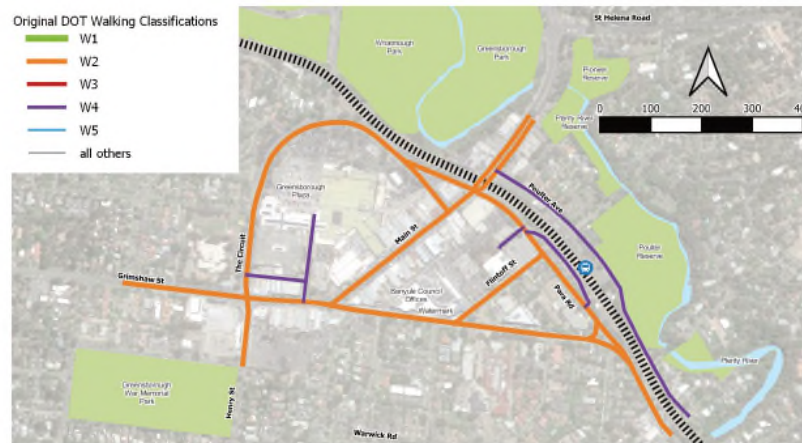 Original DOT Walking Classifications
W1
W2
W3
W4
W5
all others
St Helena Road
Whatmough
Park
Greensborough
Park
Pioneer
Reserve
0 100 200 300 40
Plenty River
Reserve
Poulter Ave
Greensborough
Plaza
Main St
Poulter
Reserve
The Circuit
Grimshaw St
Flintoff St
Banyule Council
Offices
Watermark
Para Rd
Plenty River
Greensborough
War Memorial
Park
Henry St
Warwick Rd